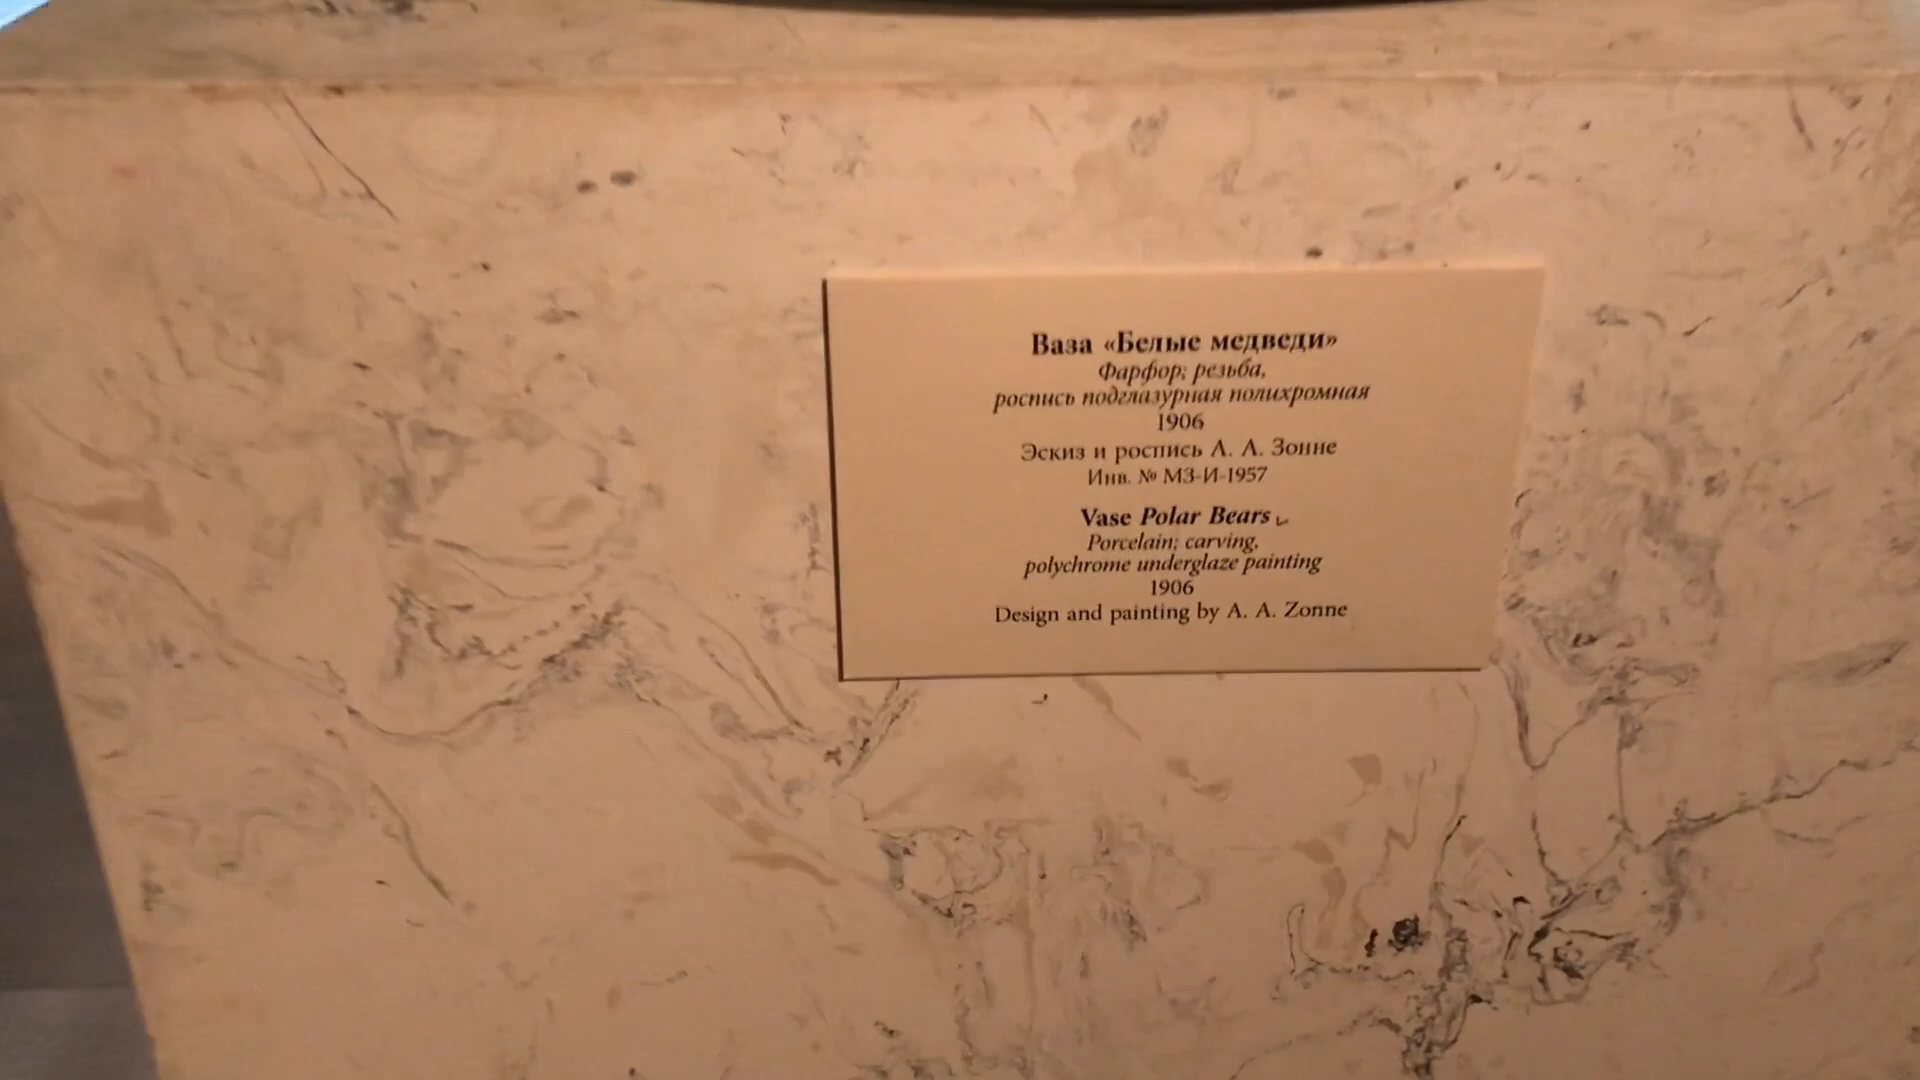 Ваза «Белые медведи»
Фарфор; резьба,
роспись подглазурная полихромная
1906
Эскиз и роспись А. А. Зонне
Инв. № МЗ-И-1957
Vase Polar Bears
Porcelain; carving,
polychrome underglaze painting
1906
Design and painting by A. A. Zonne